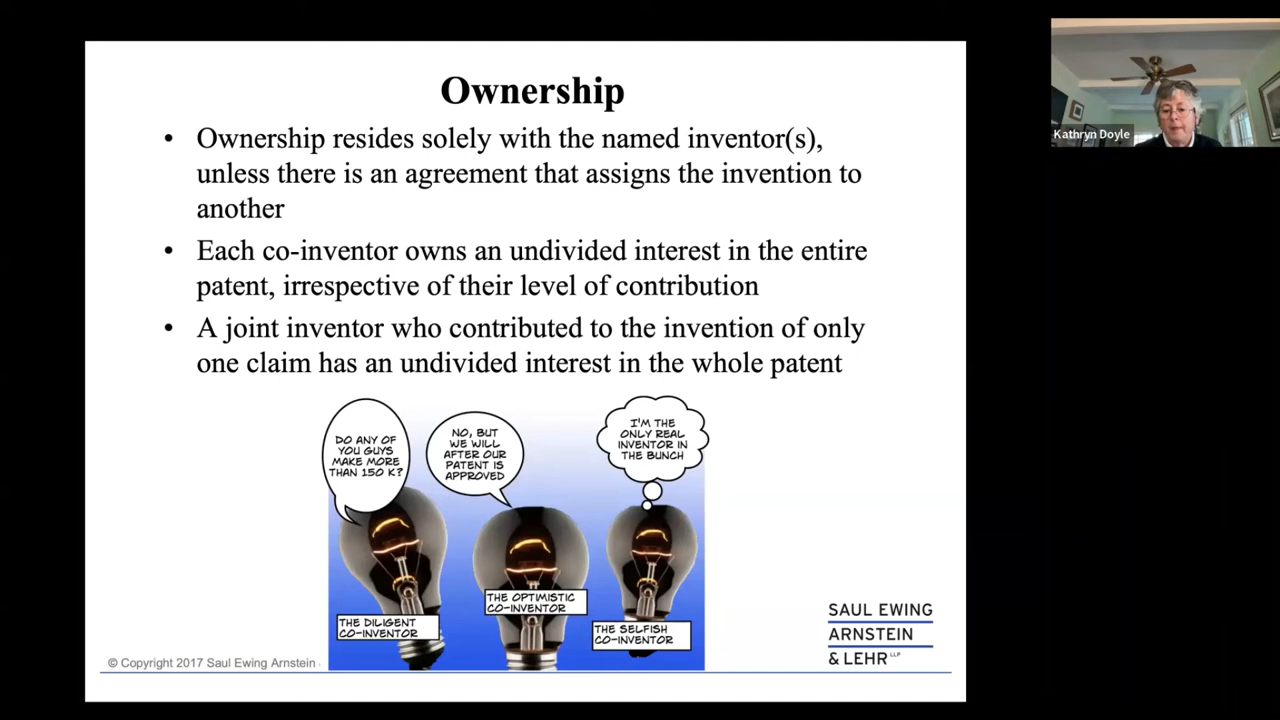 Ownership
• Ownership resides solely with the named inventor(s),
unless there is an agreement that assigns the invention to
another
• Each co-inventor owns an undivided interest in the entire
patent, irrespective of their level of contribution
• A joint inventor who contributed to the invention of only
one claim has an undivided interest in the whole patent
DO ANY OF
YOU GUYS
MAKE MORE
THAN 150 K?
NO, BUT
WE WILL
AFTER OUR
PATENT IS
APPROVED
I'M THE
ONLY REAL
INVENTOR IN
THE BUNCH
THE DILIGENT
CO-INVENTOR
THE OPTIMISTIC
CO-INVENTOR
THE SELFISH
CO-INVENTOR
SAUL EWING
ARNSTEIN
& LEHR LLP
© Copyright 2017 Saul Ewing Arnstein
Kathryn Doyle